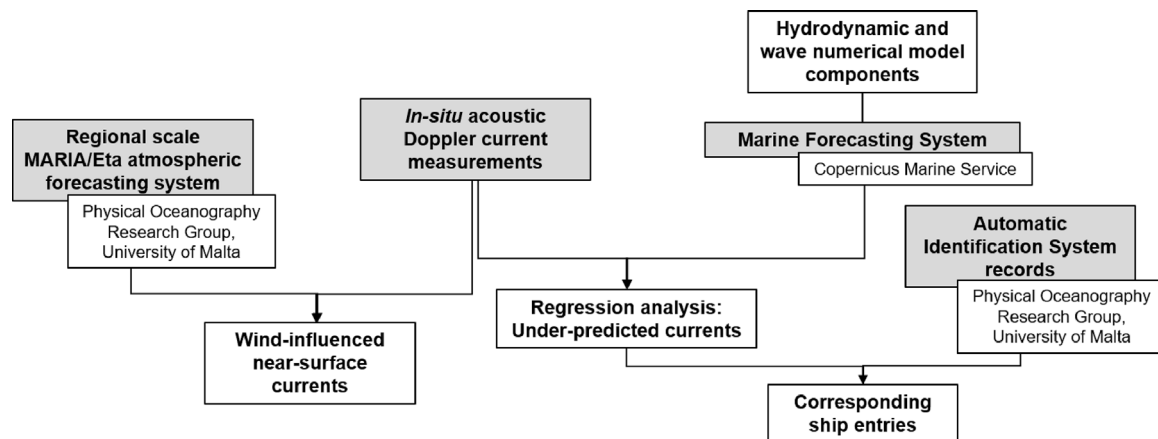 Hydrodynamic and
wave numerical model
components
In-situ acoustic
Doppler current
measurements
Regional scale
MARIA/Eta atmospheric
forecasting system
Physical Oceanography
Research Group,
University of Malta
Marine Forecasting System
Copernicus Marine Service
Automatic
Identification System
records
Physical Oceanography
Research Group,
University of Malta
Regression analysis:
Under-predicted currents
Wind-influenced
near-surface
currents
Corresponding
ship entries